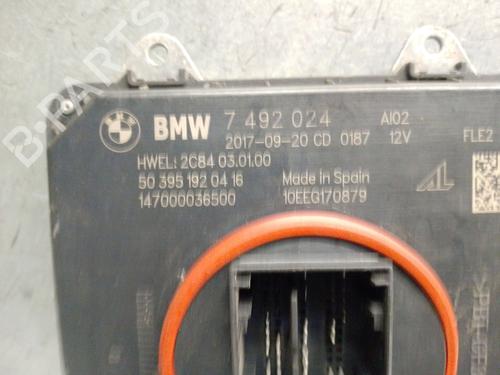 B-PARTS
BMW 7 492 024 AI02
2017-09-20 CD 0187 12V FLE2
HWEL: 2C84 03.01.00
50 395 192 04 16 Made in Spain AL
147000036500 10EEG170879